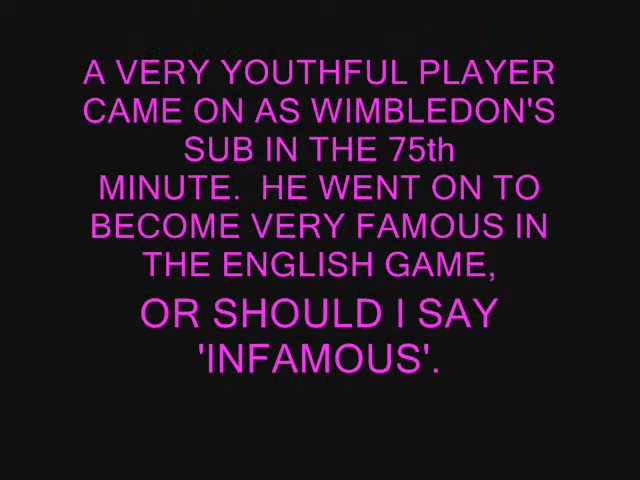 A VERY YOUTHFUL PLAYER
CAME ON AS WIMBLEDON'S
SUB IN THE 75th
MINUTE.  HE WENT ON TO
BECOME VERY FAMOUS IN
THE ENGLISH GAME,
OR SHOULD I SAY
'INFAMOUS'.